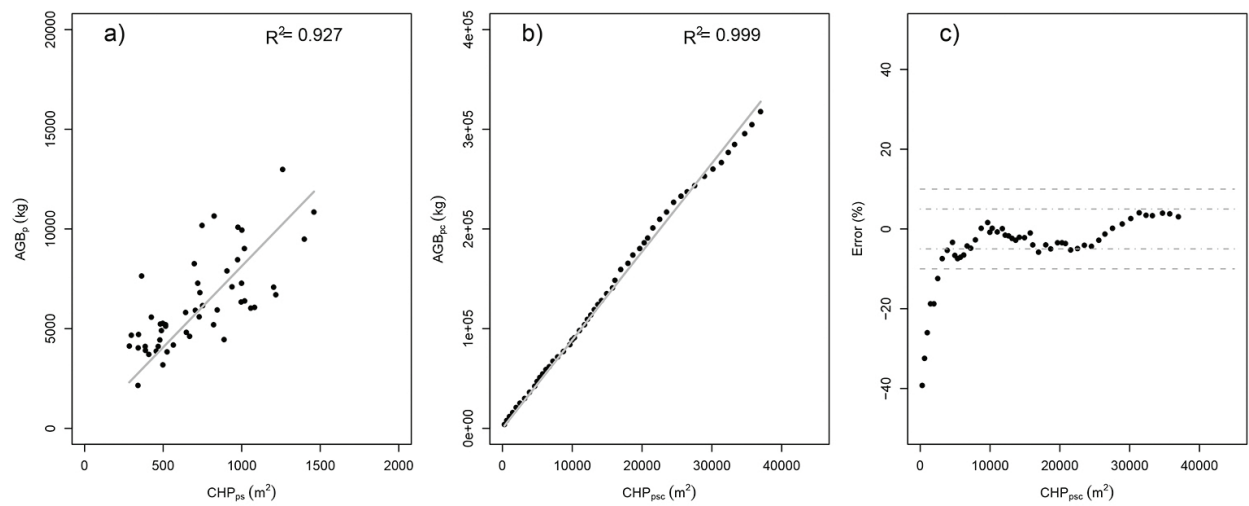 a)
R²= 0.927
AGBp (kg)
20000
15000
10000
5000
0
0 500 1000 1500 2000
CHPps (m²)
b)
R²= 0.999
AGBpc (kg)
4e+05
3e+05
2e+05
1e+05
0e+00
0 10000 20000 30000 40000
CHPpsc (m²)
c)
Error (%)
40
20
0
−20
−40
0 10000 20000 30000 40000
CHPpsc (m²)